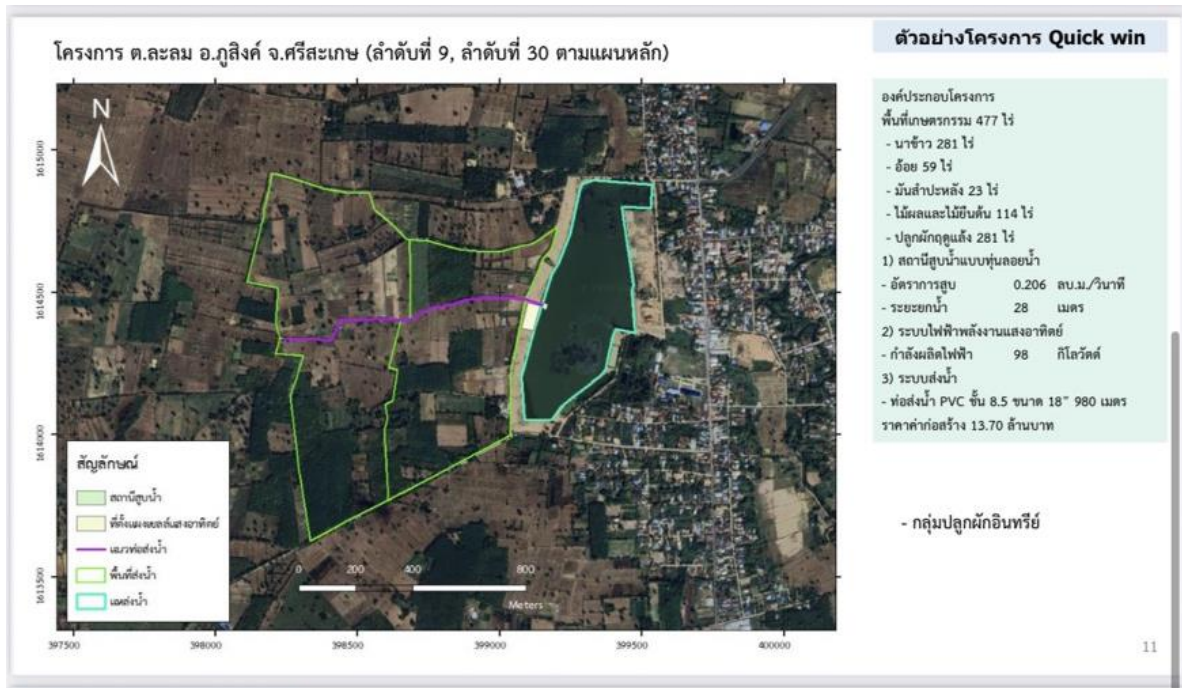 โครงการ ต.ละลม อ.ภูสิงค์ จ.ศรีสะเกษ (ลำดับที่ 9, ลำดับที่ 30 ตามแผนหลัก)
ตัวอย่างโครงการ Quick win
องค์ประกอบโครงการ
พื้นที่เกษตรกรรม 477 ไร่
- นาข้าว 281 ไร่
- อ้อย 59 ไร่
- มันสำปะหลัง 23 ไร่
- ไม้ผลและไม้ยืนต้น 114 ไร่
- ปลูกผักฤดูแล้ง 281 ไร่
1) สถานีสูบน้ำแบบทุ่นลอยน้ำ
- อัตราการสูบ 0.206 ลบ.ม./วินาที
- ระยะยกน้ำ 28 เมตร
2) ระบบไฟฟ้าพลังงานแสงอาทิตย์
- กำลังผลิตไฟฟ้า 98 กิโลวัตต์
3) ระบบส่งน้ำ
- ท่อส่งน้ำ PVC ชั้น 8.5 ขนาด 18" 980 เมตร
ราคาค่าก่อสร้าง 13.70 ล้านบาท
- กลุ่มปลูกผักอินทรีย์
N
1615000
1614500
1614000
1613500
สัญลักษณ์
สถานีสูบน้ำ
ที่ตั้งแผงเซลล์แสงอาทิตย์
แนวท่อส่งน้ำ
พื้นที่ส่งน้ำ
แหล่งน้ำ
0 200 400 800
Meters
397500 398000 398500 399000 399500 400000
11